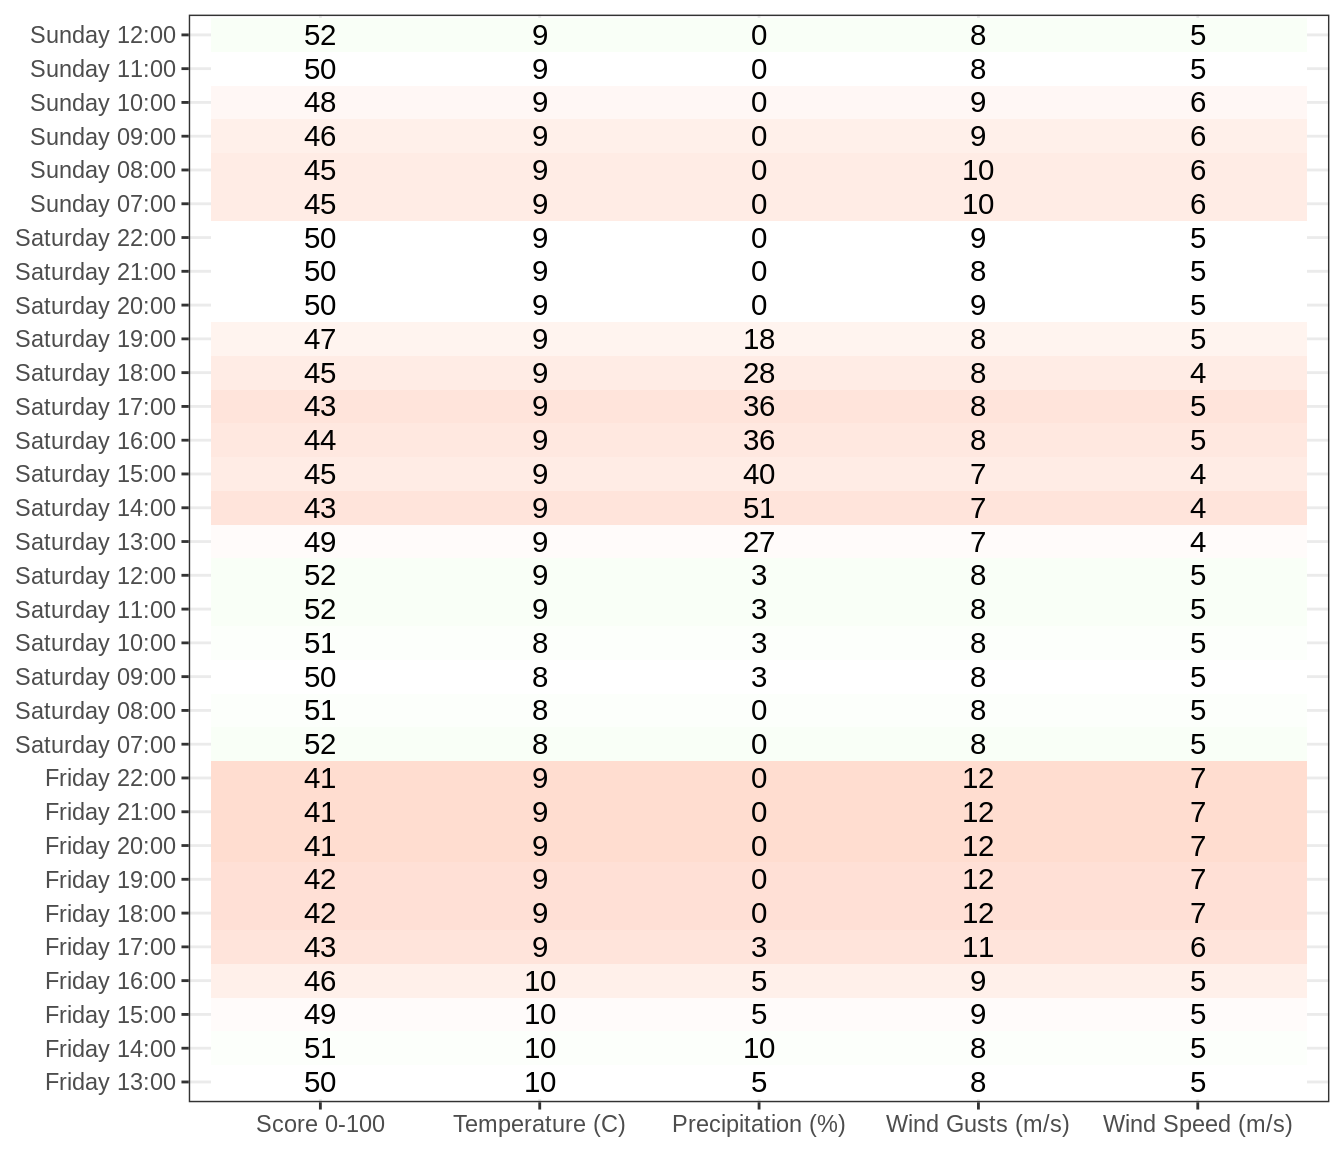 Sunday 12:00 52 9 0 8 5
Sunday 11:00 50 9 0 8 5
Sunday 10:00 48 9 0 9 6
Sunday 09:00 46 9 0 9 6
Sunday 08:00 45 9 0 10 6
Sunday 07:00 45 9 0 10 6
Saturday 22:00 50 9 0 9 5
Saturday 21:00 50 9 0 8 5
Saturday 20:00 50 9 0 9 5
Saturday 19:00 47 9 18 8 5
Saturday 18:00 45 9 28 8 4
Saturday 17:00 43 9 36 8 5
Saturday 16:00 44 9 36 8 5
Saturday 15:00 45 9 40 7 4
Saturday 14:00 43 9 51 7 4
Saturday 13:00 49 9 27 7 4
Saturday 12:00 52 9 3 8 5
Saturday 11:00 52 9 3 8 5
Saturday 10:00 51 8 3 8 5
Saturday 09:00 50 8 3 8 5
Saturday 08:00 51 8 0 8 5
Saturday 07:00 52 8 0 8 5
Friday 22:00 41 9 0 12 7
Friday 21:00 41 9 0 12 7
Friday 20:00 41 9 0 12 7
Friday 19:00 42 9 0 12 7
Friday 18:00 42 9 0 12 7
Friday 17:00 43 9 3 11 6
Friday 16:00 46 10 5 9 5
Friday 15:00 49 10 5 9 5
Friday 14:00 51 10 10 8 5
Friday 13:00 50 10 5 8 5
Score 0-100 Temperature (C) Precipitation (%) Wind Gusts (m/s) Wind Speed (m/s)